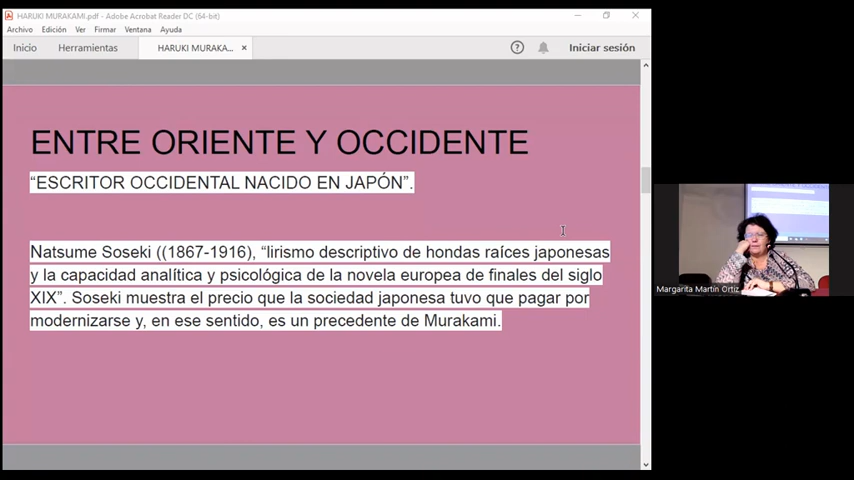 HARUKI MURAKAMI.pdf - Adobe Acrobat Reader DC (64-bit)
Archivo Edición Ver Firmar Ventana Ayuda
Inicio Herramientas HARUKI MURAKA... × Iniciar sesión
ENTRE ORIENTE Y OCCIDENTE
“ESCRITOR OCCIDENTAL NACIDO EN JAPÓN”.
Natsume Soseki ((1867-1916), “lirismo descriptivo de hondas raíces japonesas
y la capacidad analítica y psicológica de la novela europea de finales del siglo
XIX”. Soseki muestra el precio que la sociedad japonesa tuvo que pagar por
modernizarse y, en ese sentido, es un precedente de Murakami.
Margarita Martín Ortiz